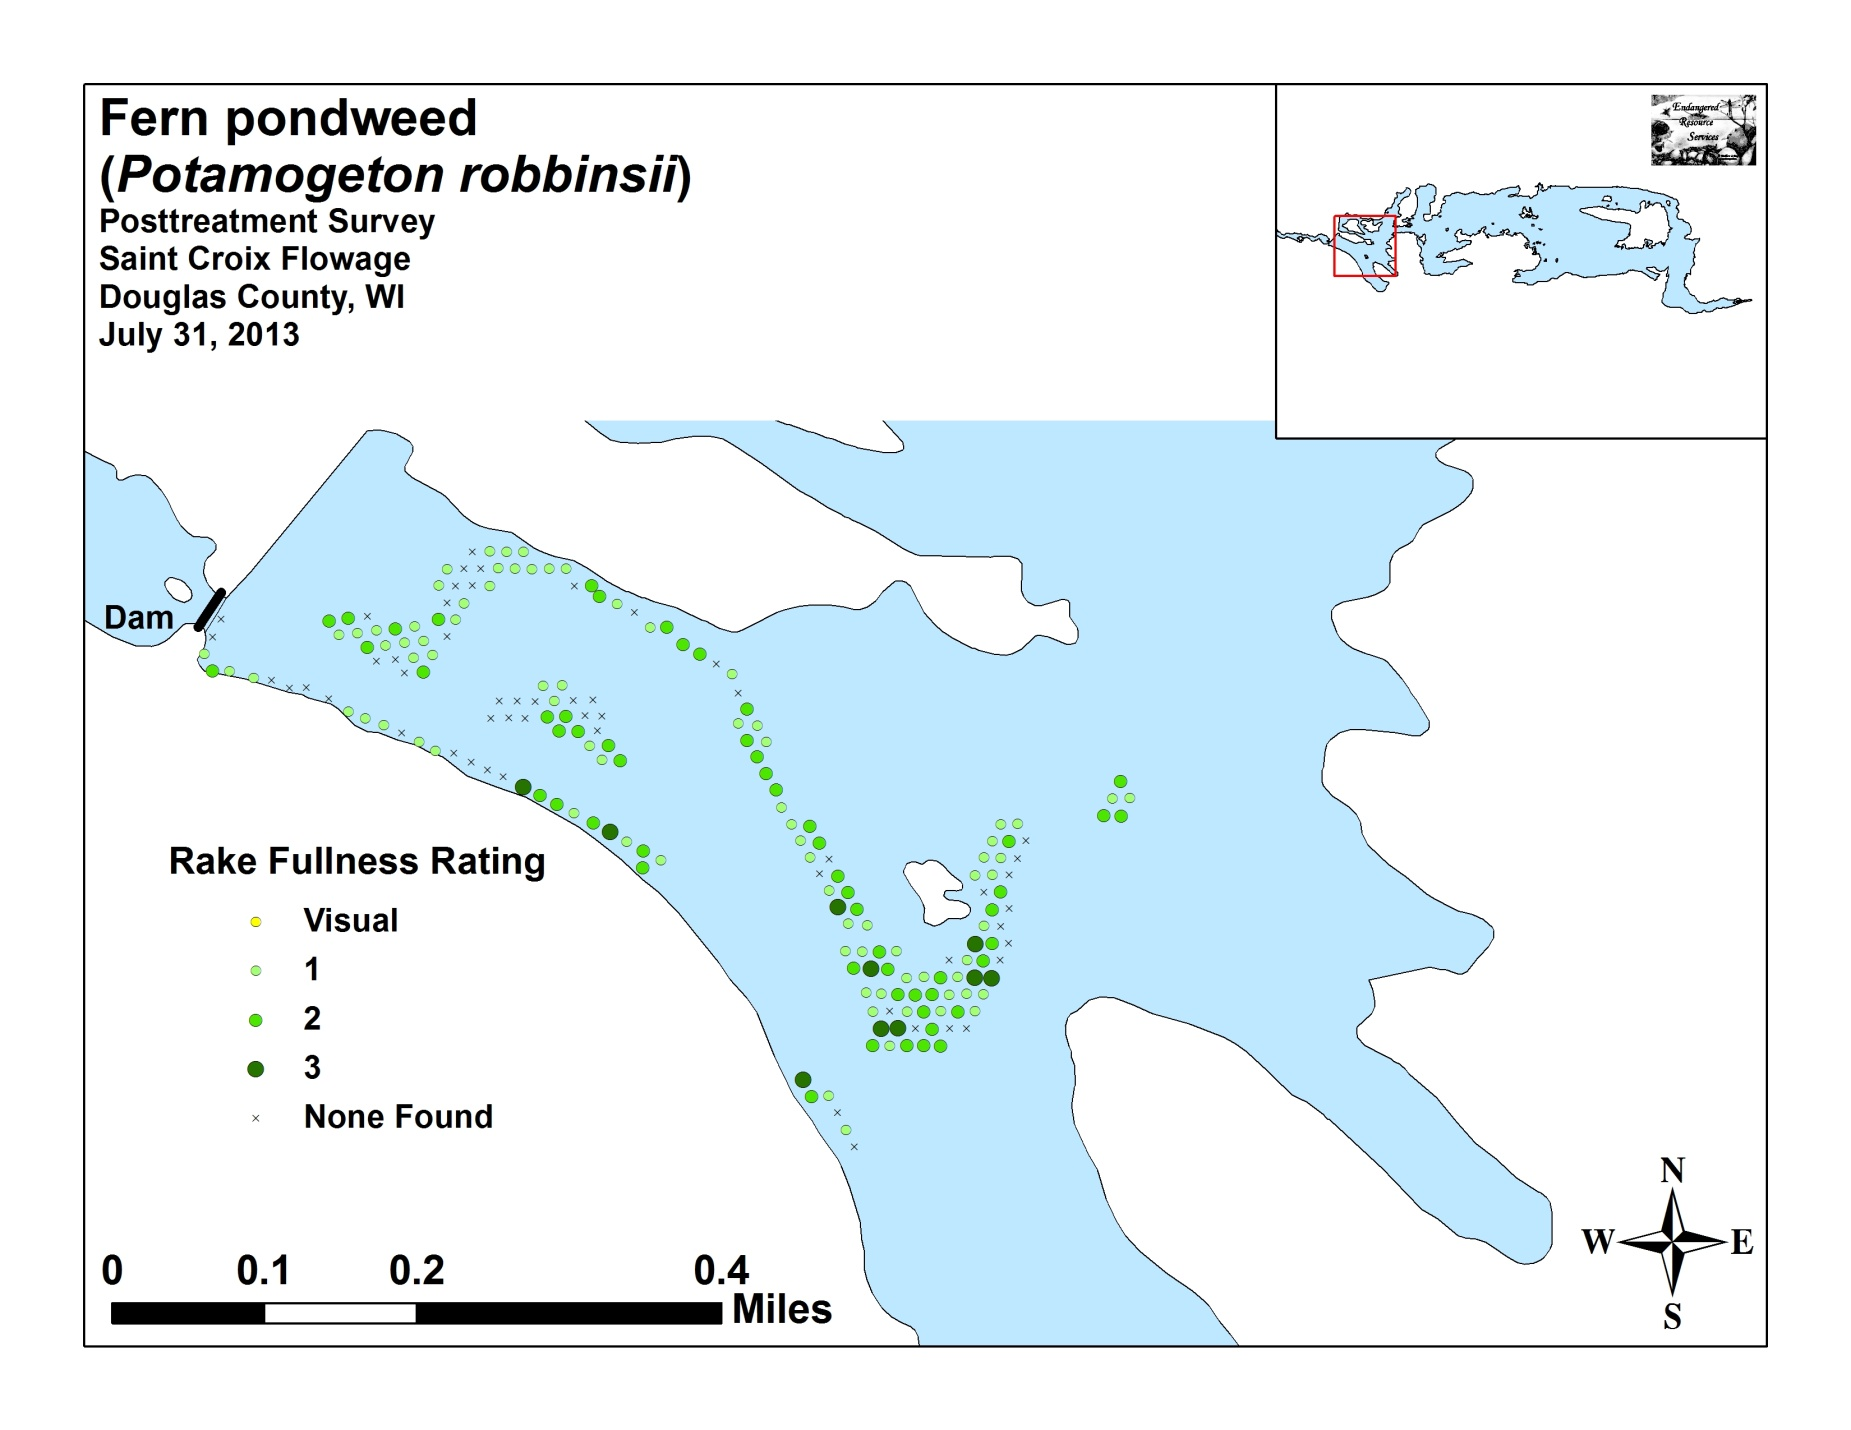 Fern pondweed
(Potamogeton robbinsii)
Posttreatment Survey
Saint Croix Flowage
Douglas County, WI
July 31, 2013
Endangered
Resource
Services
Dam
Rake Fullness Rating
Visual
1
2
3
None Found
N
W E
S
0 0.1 0.2 0.4
Miles